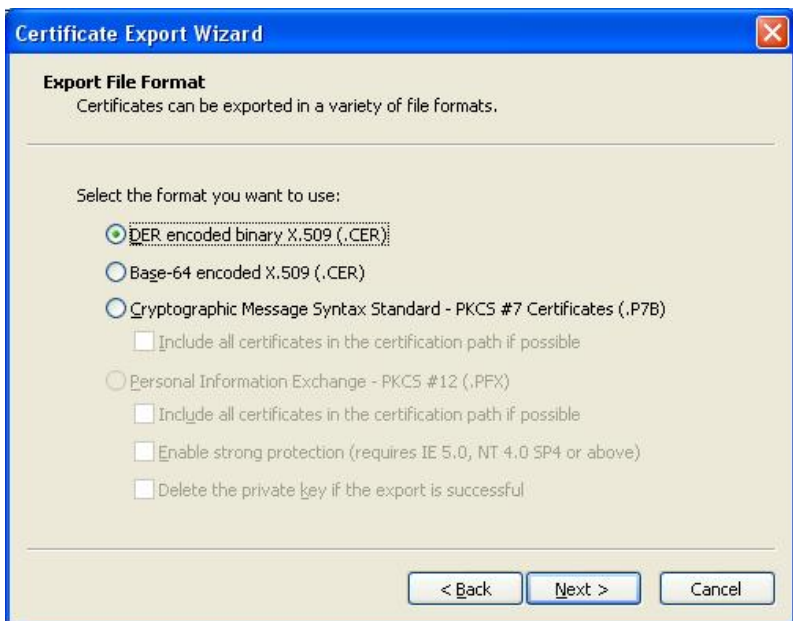 Certificate Export Wizard
Export File Format
Certificates can be exported in a variety of file formats.
Select the format you want to use:
DER encoded binary X.509 (.CER)
Base-64 encoded X.509 (.CER)
Cryptographic Message Syntax Standard - PKCS #7 Certificates (.P7B)
Include all certificates in the certification path if possible
Personal Information Exchange - PKCS #12 (.PFX)
Include all certificates in the certification path if possible
Enable strong protection (requires IE 5.0, NT 4.0 SP4 or above)
Delete the private key if the export is successful
< Back Next > Cancel